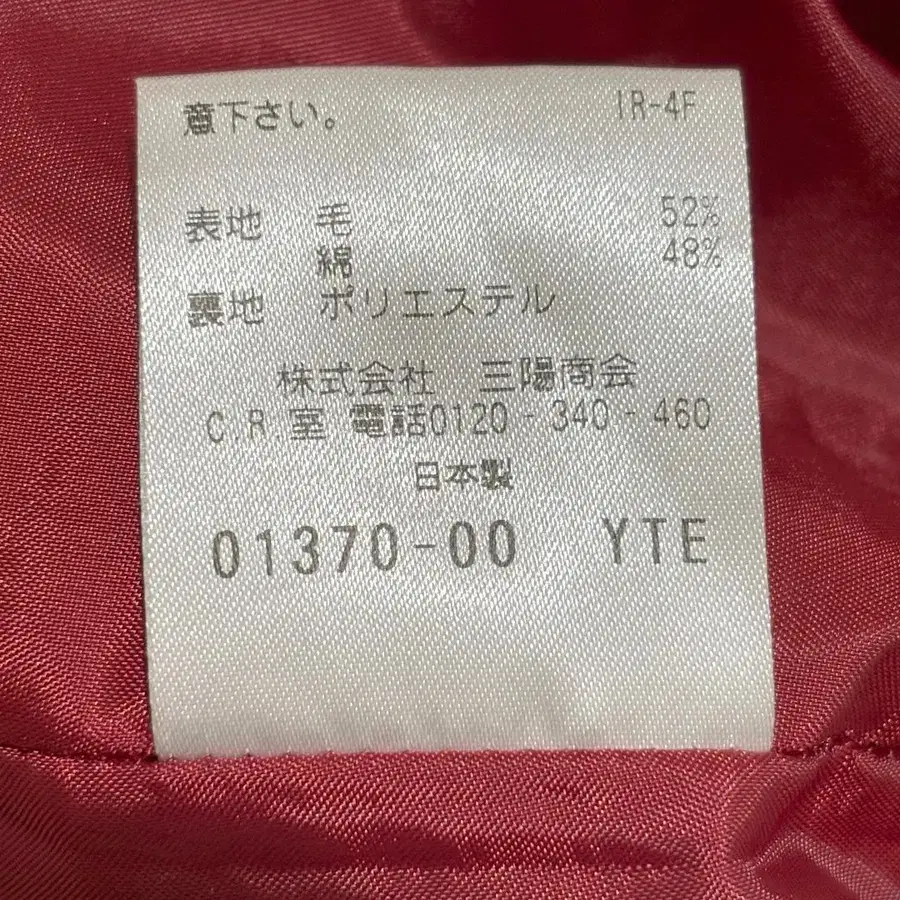 意下さい。 IR-4F
表地 毛 52%
綿 48%
裏地 ポリエステル
株式会社 三陽商会
C.R.室 電話0120-340-460
日本製
01370-00 YTE